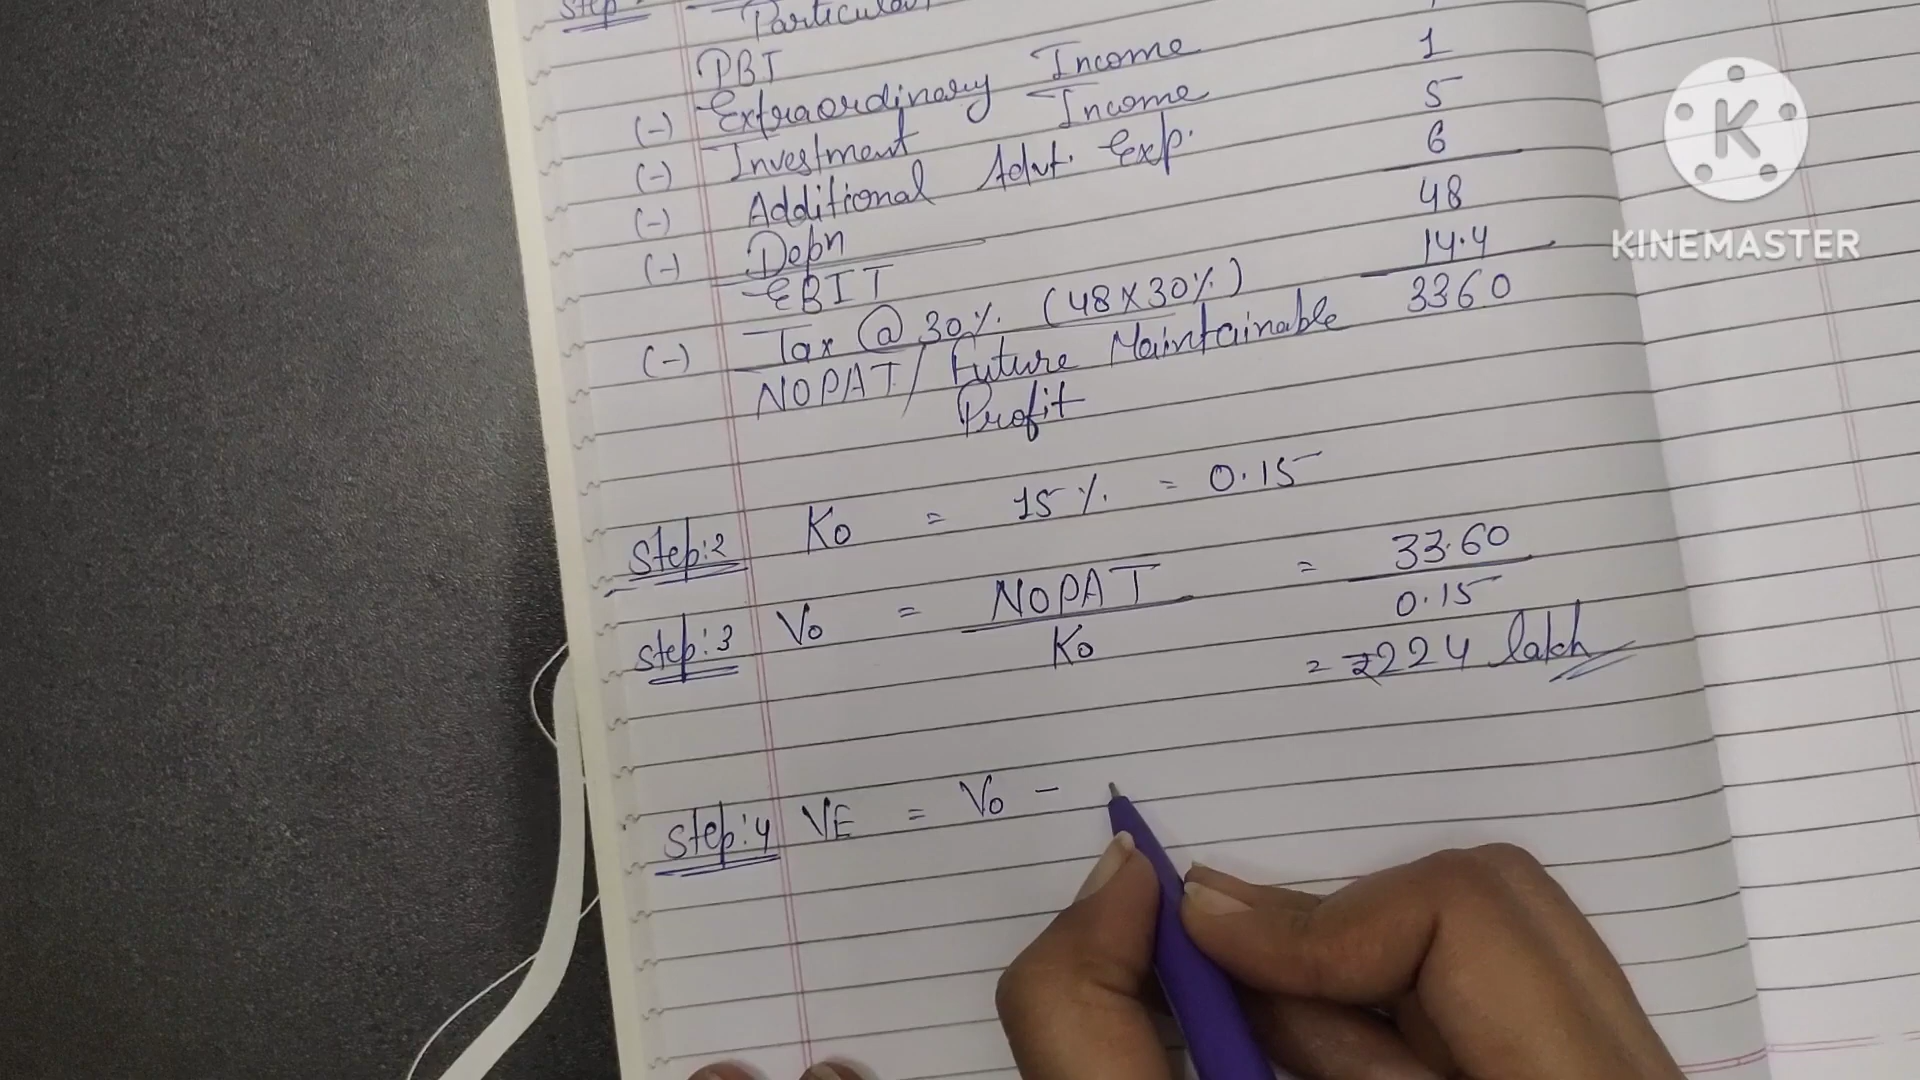 Step
Particular
PBT
(-) Extraordinary Income 1
(-) Investment Income 5
(-) Additional Advt. Exp. 6
(-) Depn
EBIT 48
(-) Tax @ 30% (48 x 30%) 14.4
NOPAT / Future Maintainable 3360
Profit
Step:2 Ko = 15% = 0.15
Step:3 Vo = NOPAT / Ko = 33.60 / 0.15
= ₹224 lakh
Step:4 VE = Vo -
K
KINEMASTER